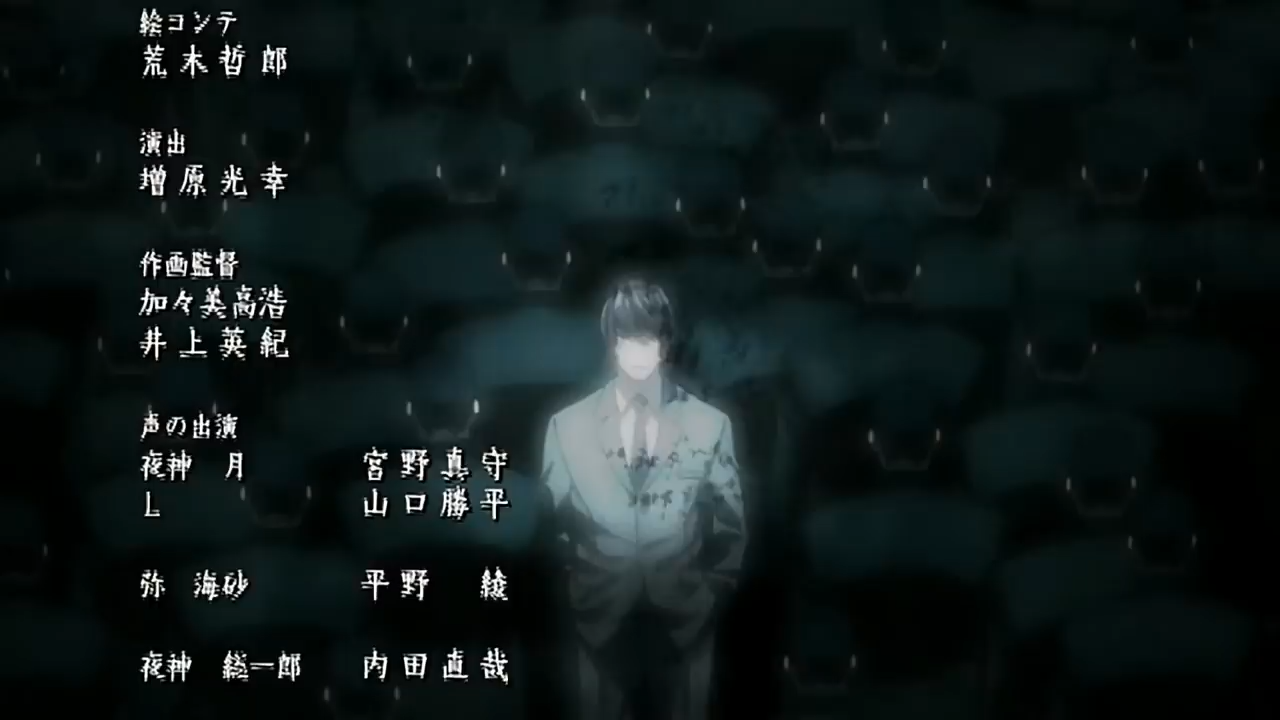 絵コンテ
荒木哲郎
演出
増原光幸
作画監督
加々美高浩
井上英紀
声の出演
夜神 月 宮野真守
L 山口勝平
弥 海砂 平野 綾
夜神 総一郎 内田直哉